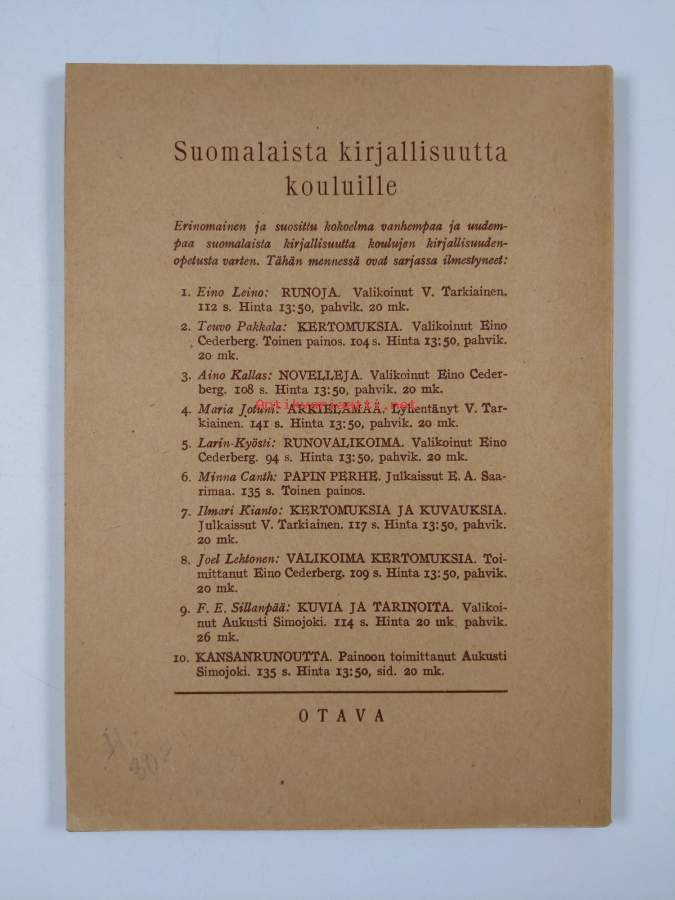 Suomalaista kirjallisuutta
kouluille
Erinomainen ja suosittu kokoelma vanhempaa ja uudem-
paa suomalaista kirjallisuutta koulujen kirjallisuuden-
opetusta varten. Tähän mennessä ovat sarjassa ilmestyneet:
1. Eino Leino: RUNOJA. Valikoinut V. Tarkiainen.
112 s. Hinta 13:50, pahvik. 20 mk.
2. Teuvo Pakkala: KERTOMUKSIA. Valikoinut Eino
Cederberg. Toinen painos. 104 s. Hinta 13:50, pahvik.
20 mk.
3. Aino Kallas: NOVELLEJA. Valikoinut Eino Ceder-
berg. 108 s. Hinta 13:50, pahvik. 20 mk.
Antikvariaatti.net
4. Maria Jotuni: ARKIELÄMÄÄ. Lyhentänyt V. Tar-
kiainen. 141 s. Hinta 13:50, pahvik. 20 mk.
5. Larin-Kyösti: RUNOVALIKOIMA. Valikoinut Eino
Cederberg. 94 s. Hinta 13:50, pahvik. 20 mk.
6. Minna Canth: PAPIN PERHE. Julkaissut E. A. Saa-
rimaa. 135 s. Toinen painos.
7. Ilmari Kianto: KERTOMUKSIA JA KUVAUKSIA.
Julkaissut V. Tarkiainen. 117 s. Hinta 13:50, pahvik.
20 mk.
8. Joel Lehtonen: VALIKOIMA KERTOMUKSIA. Toi-
mittanut Eino Cederberg. 109 s. Hinta 13:50, pahvik.
20 mk.
9. F. E. Sillanpää: KUVIA JA TARINOITA. Valikoi-
nut Aukusti Simojoki. 114 s. Hinta 20 mk. pahvik.
26 mk.
10. KANSANRUNOUTTA. Painoon toimittanut Aukusti
Simojoki. 135 s. Hinta 13:50, sid. 20 mk.
OTAVA
30-